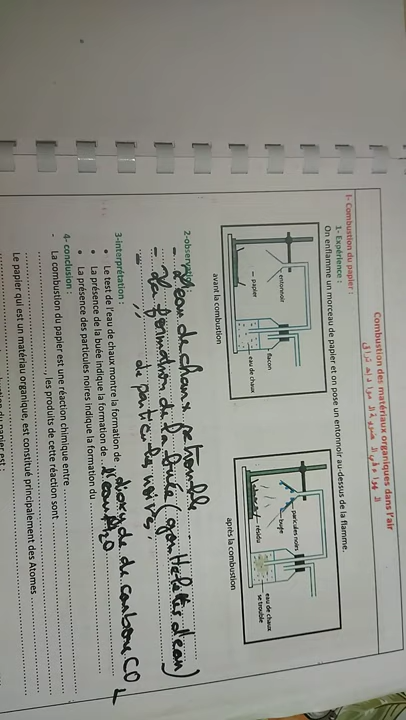 Combustion des matériaux organiques dans l'air
I- Combustion du papier :
1- Expérience :
On enflamme un morceau de papier et on pose un entonnoir au-dessus de la flamme.
entonnoir
flacon
papier
eau de chaux
avant la combustion
particules noirs
buée
résidu
eau de chaux
se trouble
après la combustion
2-observation
- L'eau de chaux se trouble
- La formation de la buée (gouttelettes d'eau)
- " " de particules noires,
3-interprétation :
• Le test de l'eau de chaux montre la formation de dioxyde de carbone CO2
• La présence de la buée indique la formation de l'eau H2O
• La présence des particules noires indique la formation du
4- conclusion :
- La combustion du papier est une réaction chimique entre
, les produits de cette réaction sont
Le papier qui est un matériau organique, est constitué principalement des Atomes